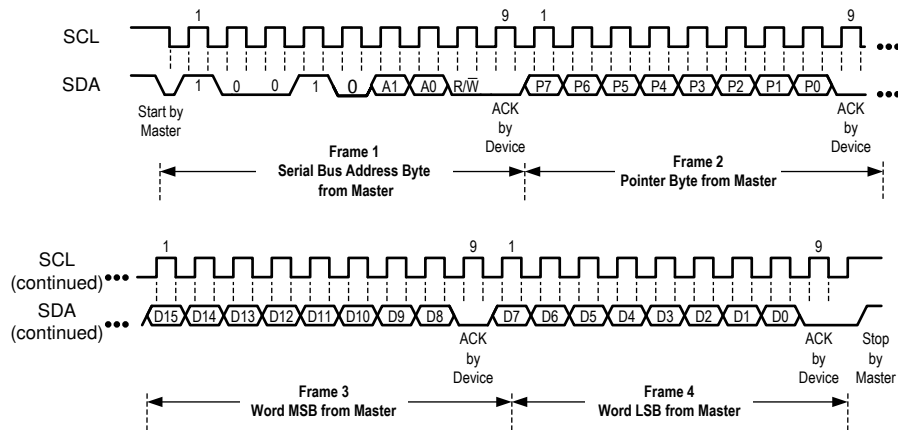 1 9 1 9
SCL
SDA 1 0 0 1 0 A1 A0 R/W̅ P7 P6 P5 P4 P3 P2 P1 P0
Start by
Master
ACK
by
Device
ACK
by
Device
Frame 1
Serial Bus Address Byte
from Master
Frame 2
Pointer Byte from Master
1 9 1 9
SCL
(continued)
SDA
(continued)
D15 D14 D13 D12 D11 D10 D9 D8 D7 D6 D5 D4 D3 D2 D1 D0
ACK
by
Device
ACK
by
Device
Stop
by
Master
Frame 3
Word MSB from Master
Frame 4
Word LSB from Master